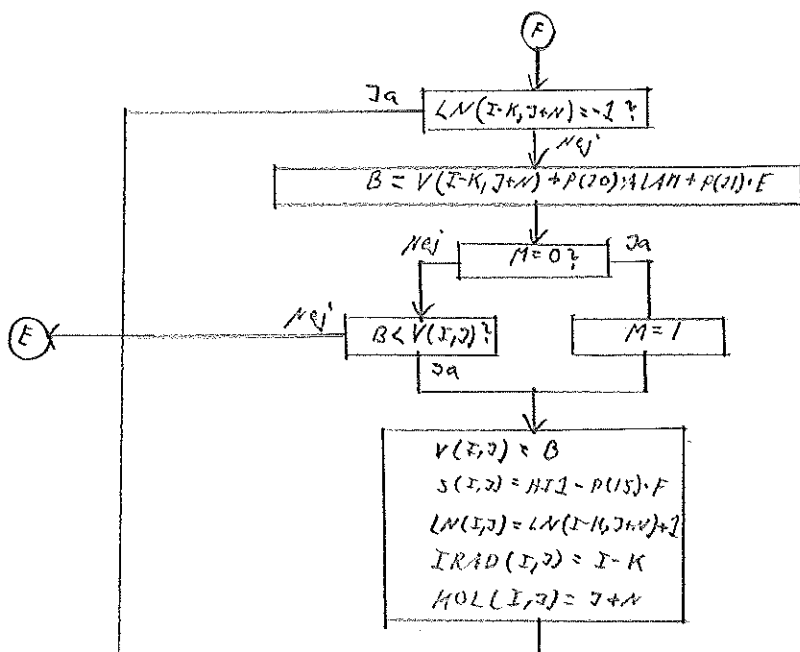 F
Ja
LN(I-K, J+N) = -1 ?
Nej
B = V(I-K, J+N) + P(20)·ALAM + P(21)·E
Nej
M=0?
Ja
Nej
E
B < V(I,J)?
M=1
Ja
V(I,J) = B
S(I,J) = AI1 - P(15)·F
LN(I,J) = LN(I-K, J+N)+1
IRAD(I,J) = I-K
KOL(I,J) = J+N